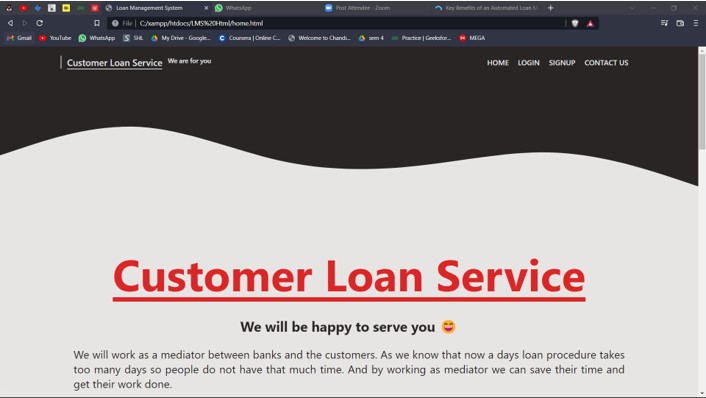 Loan Management System
WhatsApp
Post Attendee - Zoom
Key Benefits of an Automated Loan M
File
C:/xampp/htdocs/LMS%20Html/home.html
Gmail
YouTube
WhatsApp
SHL
My Drive - Google...
Coursera | Online C...
Welcome to Chandi...
sem 4
Practice | Geeksfor...
MEGA
Customer Loan Service
We are for you
HOME LOGIN SIGNUP CONTACT US
Customer Loan Service
We will be happy to serve you 😄
We will work as a mediator between banks and the customers. As we know that now a days loan procedure takes
too many days so people do not have that much time. And by working as mediator we can save their time and
get their work done.